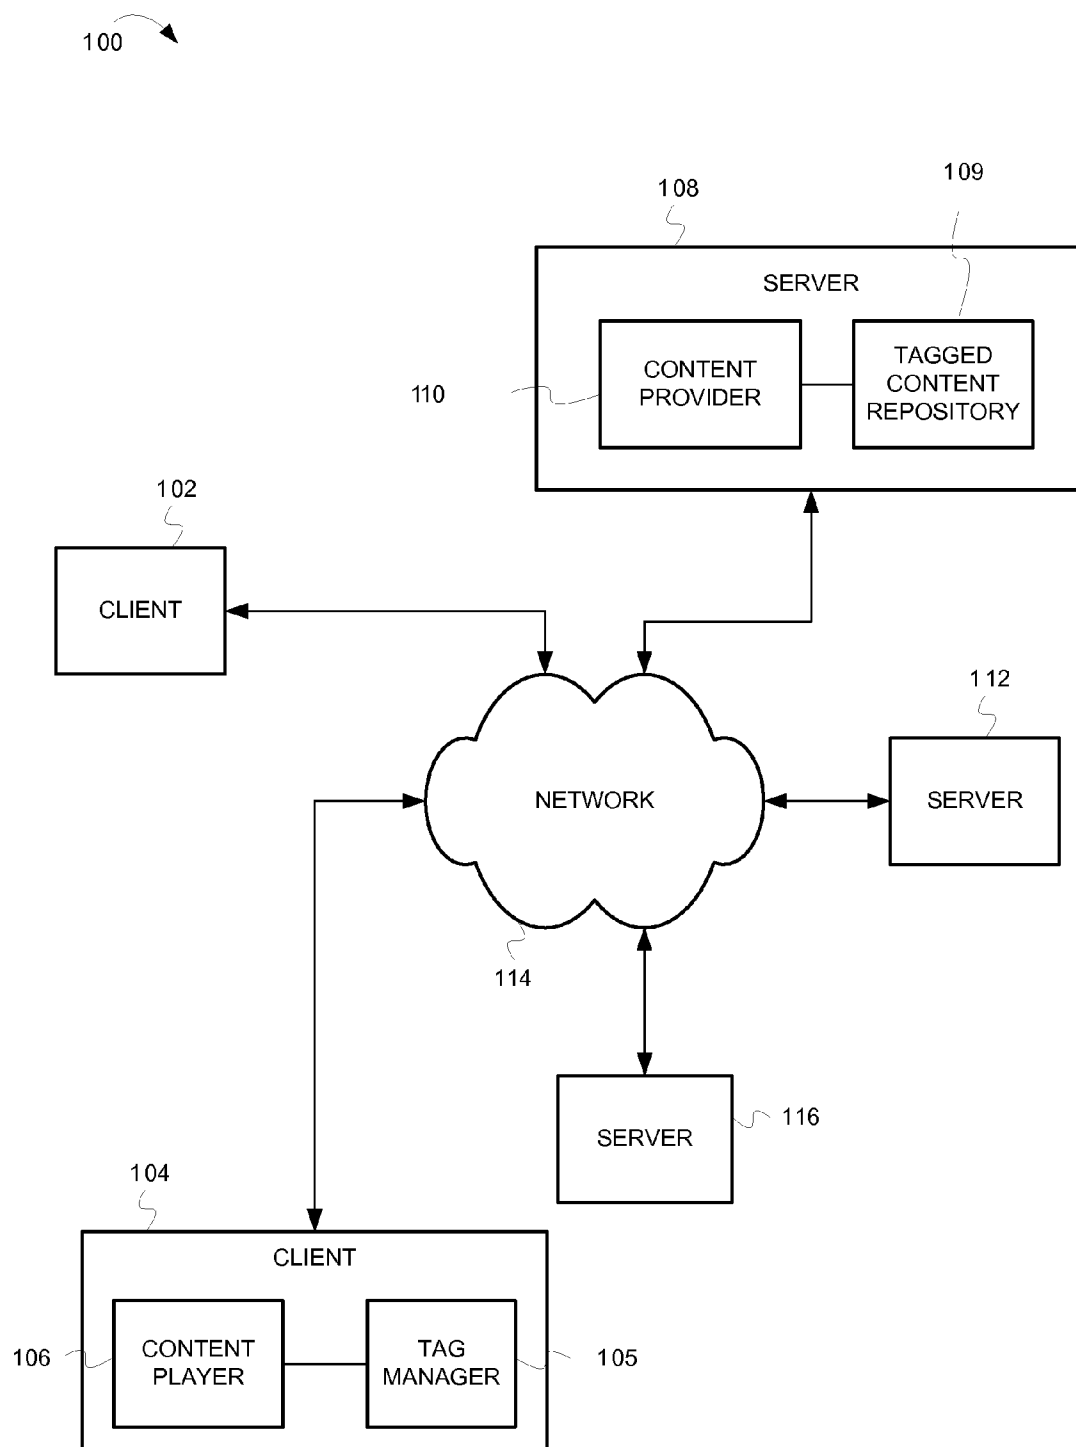 100
109
108
SERVER
CONTENT
PROVIDER
TAGGED
CONTENT
REPOSITORY
110
102
CLIENT
112
NETWORK
SERVER
114
SERVER
116
104
CLIENT
106
CONTENT
PLAYER
TAG
MANAGER
105